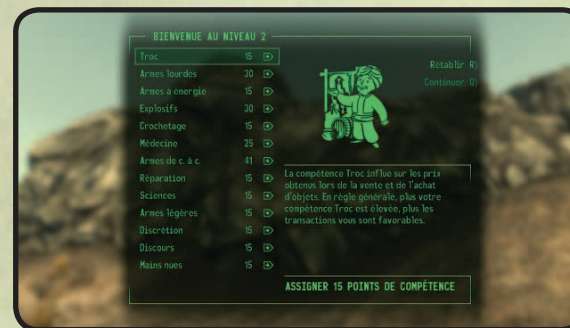 BIENVENUE AU NIVEAU 2
Troc 15
Armes lourdes 30
Armes à énergie 15
Explosifs 30
Crochetage 15
Médecine 25
Armes de c. à c. 41
Réparation 15
Sciences 15
Armes légères 15
Discrétion 15
Discours 15
Mains nues 15
Rétablir R)
Continuer Q)
La compétence Troc influe sur les prix
obtenus lors de la vente et de l'achat
d'objets. En règle générale, plus votre
compétence Troc est élevée, plus les
transactions vous sont favorables.
ASSIGNER 15 POINTS DE COMPÉTENCE